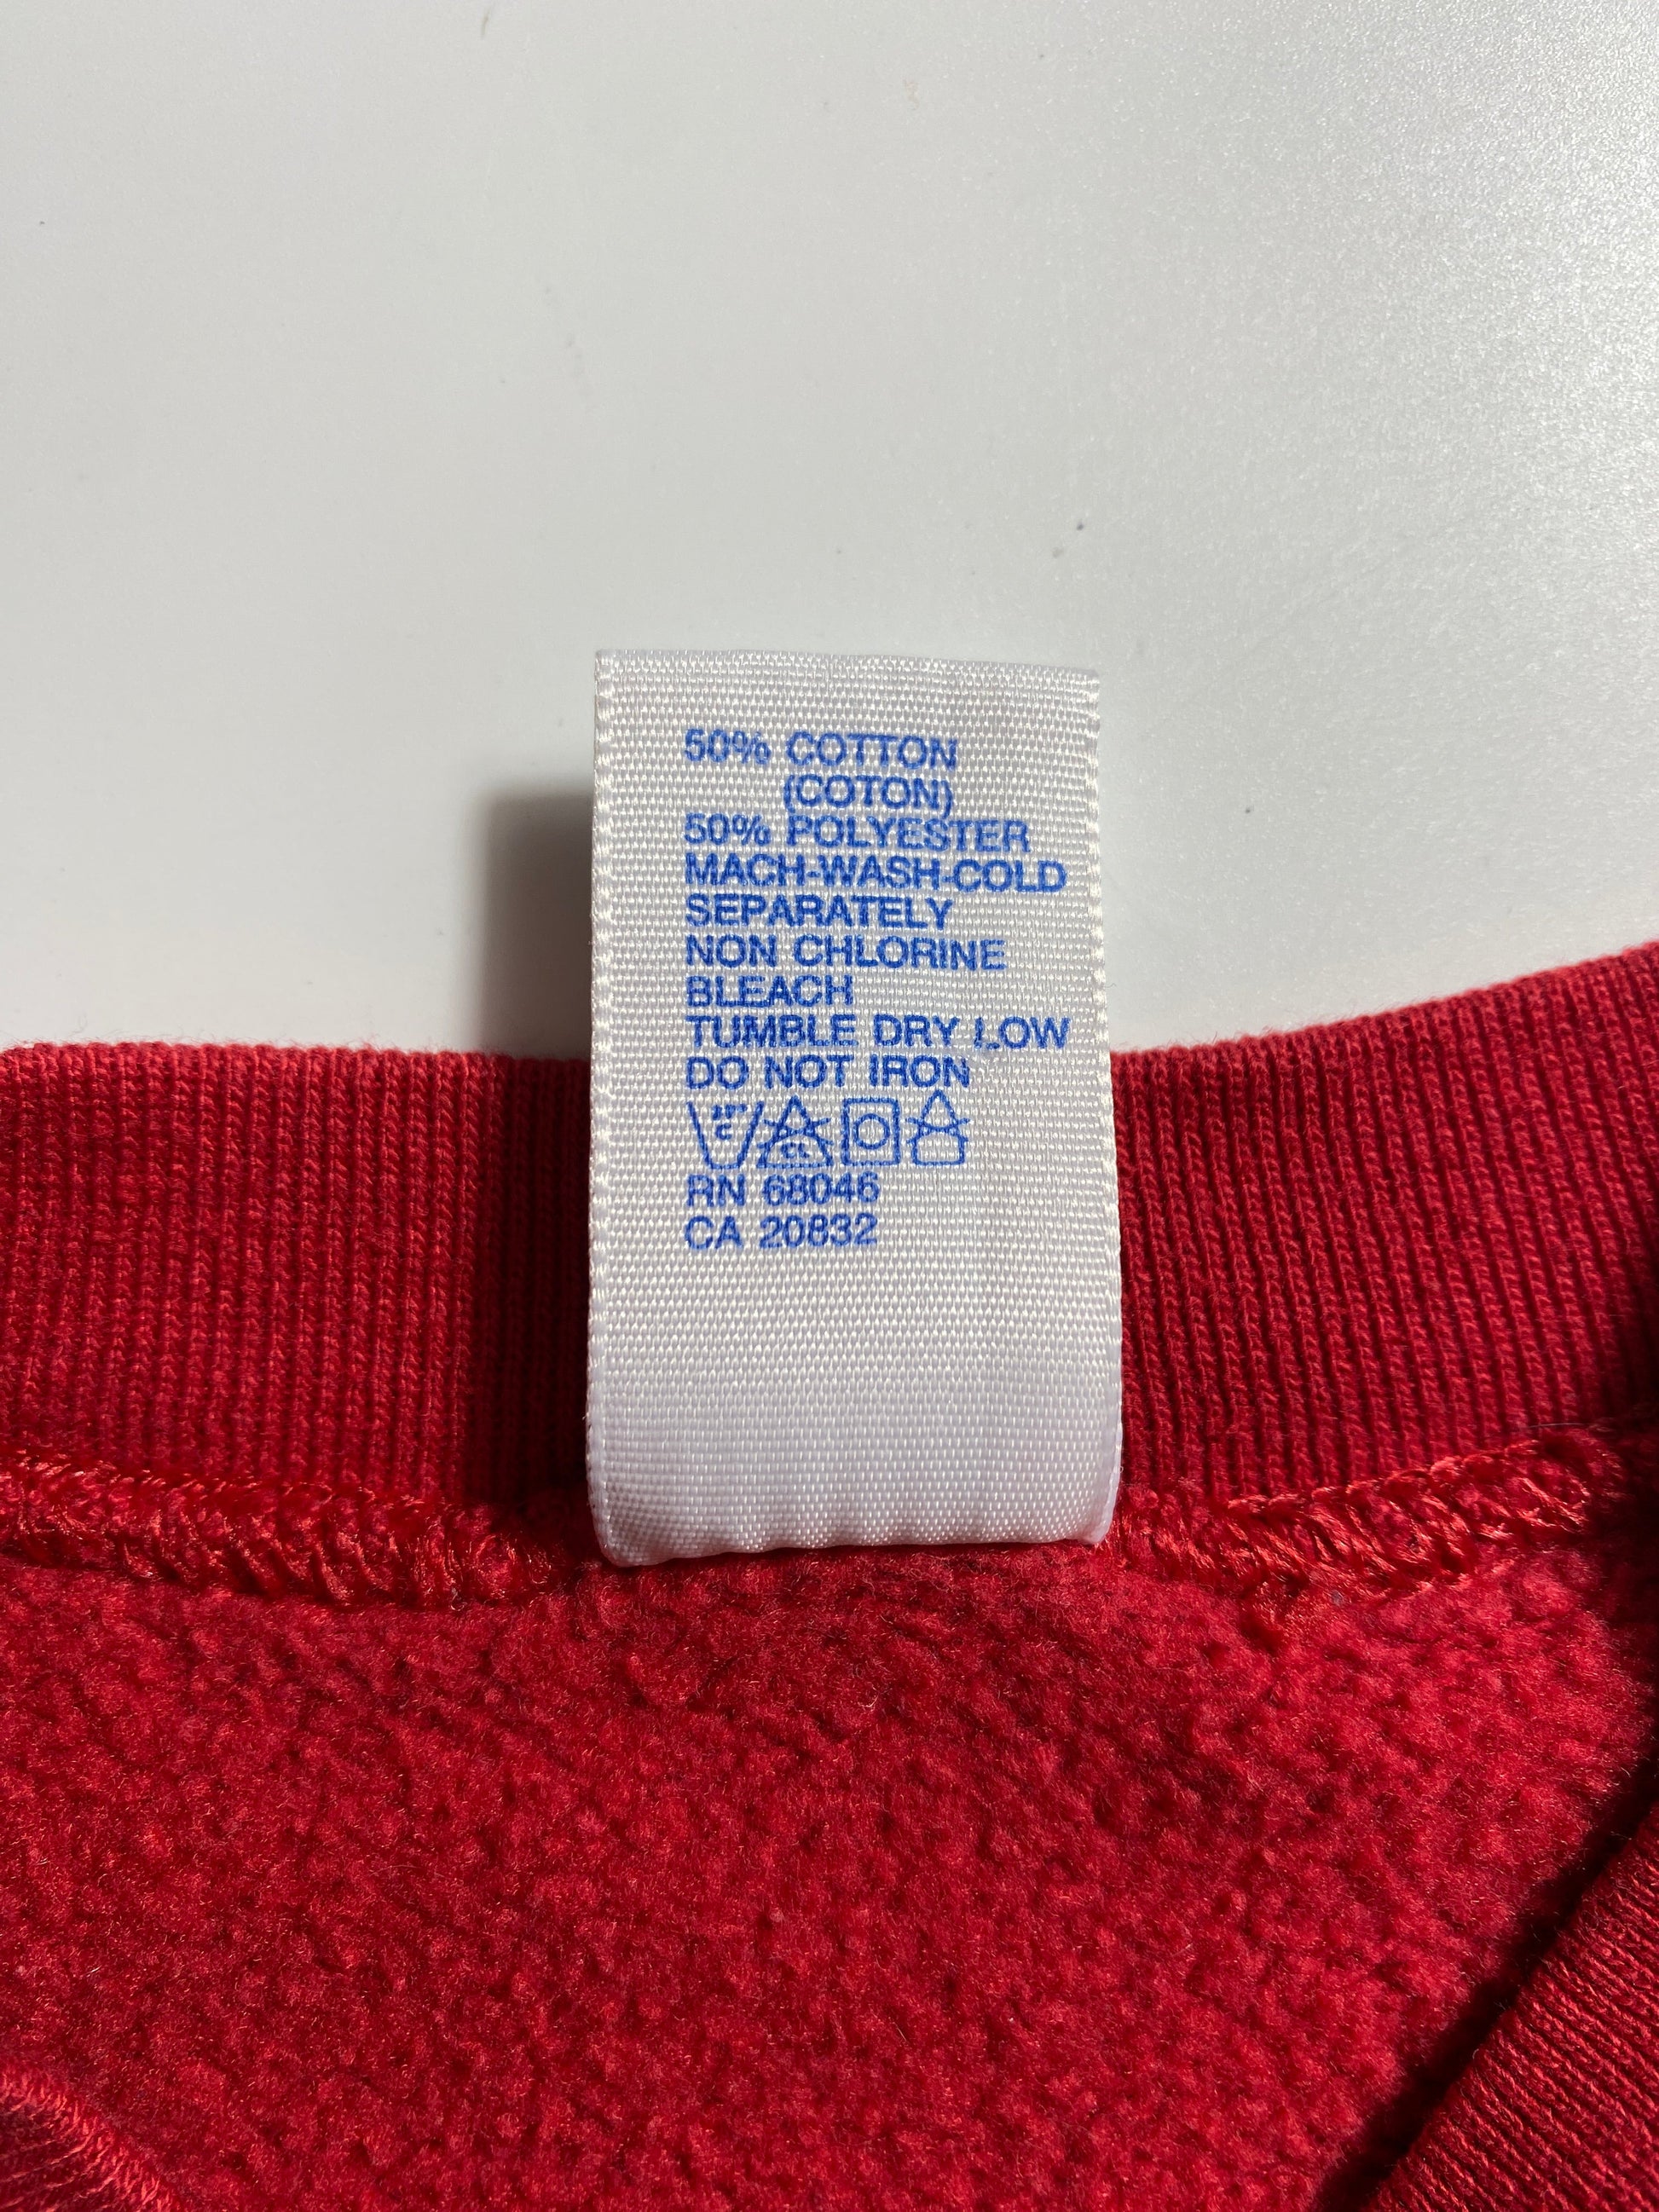 50% COTTON
(COTON)
50% POLYESTER
MACH-WASH-COLD
SEPARATELY
NON CHLORINE
BLEACH
TUMBLE DRY LOW
DO NOT IRON
C CL
RN 68046
CA 20832